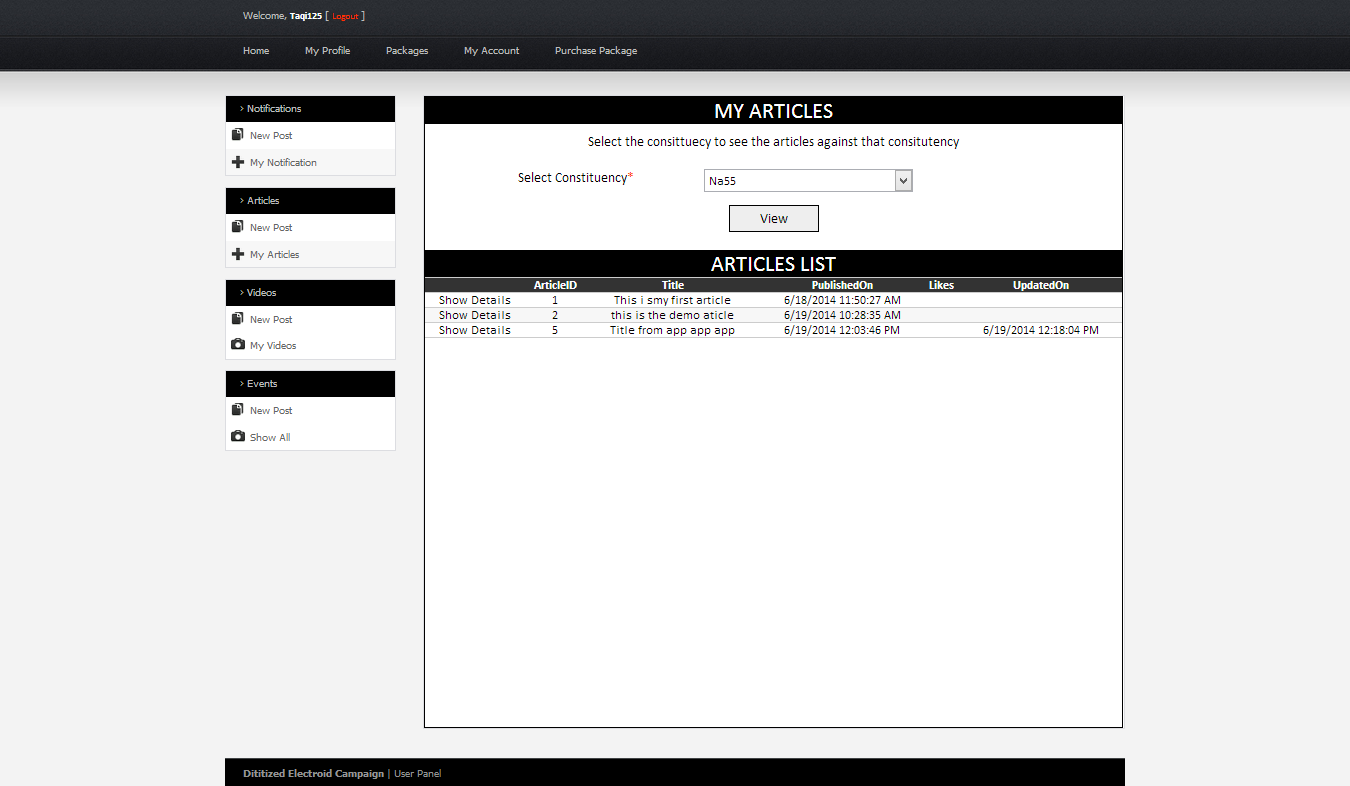 Welcome, Taqi125 [ Logout ]
Home My Profile Packages My Account Purchase Package
› Notifications
New Post
My Notification
› Articles
New Post
My Articles
› Videos
New Post
My Videos
› Events
New Post
Show All
MY ARTICLES
Select the consittuecy to see the articles against that consitutency
Select Constituency*
Na55
View
ARTICLES LIST
ArticleID Title PublishedOn Likes UpdatedOn
Show Details 1 This i smy first article 6/18/2014 11:50:27 AM
Show Details 2 this is the demo aticle 6/19/2014 10:28:35 AM
Show Details 5 Title from app app app 6/19/2014 12:03:46 PM 6/19/2014 12:18:04 PM
Dititized Electroid Campaign | User Panel